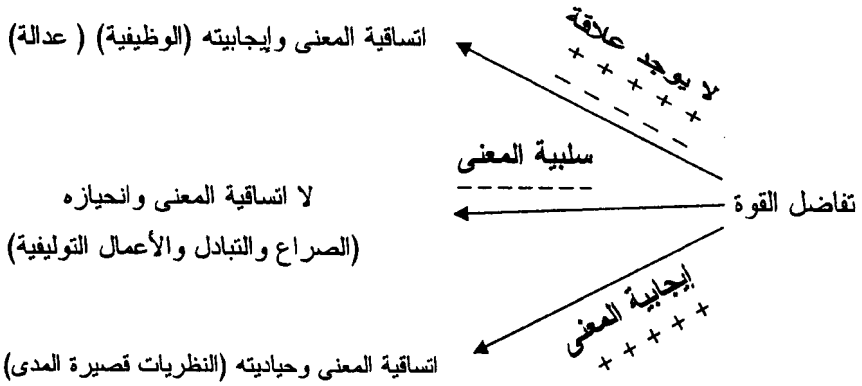 لا يوجد علاقة
+ + + + +
- - - - - -
اتساقية المعنى وإيجابيته (الوظيفية) ( عدالة)
تفاضل القوة
سلبية المعنى
- - - - - - - - -
لا اتساقية المعنى وانحيازه
(الصراع والتبادل والأعمال التوليفية)
إيجابية المعنى
+ + + + +
اتساقية المعنى وحياديته (النظريات قصيرة المدى)